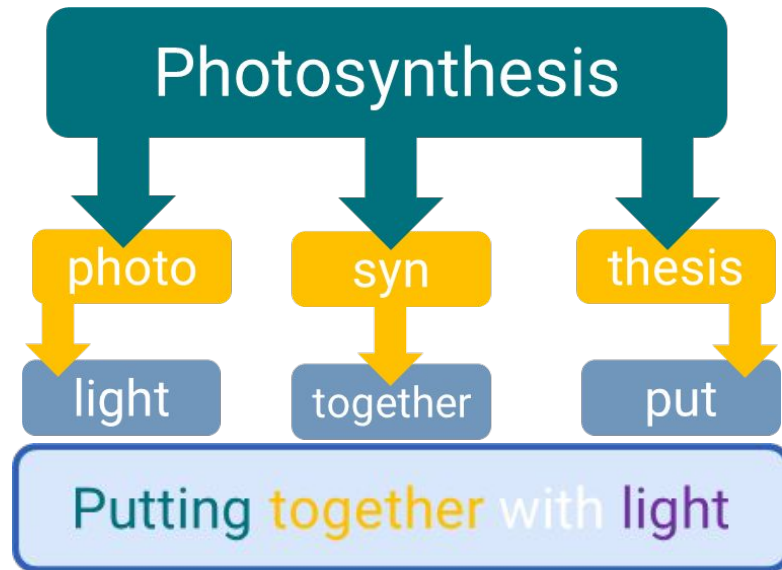 Photosynthesis
photo syn thesis
light together put
Putting together with light